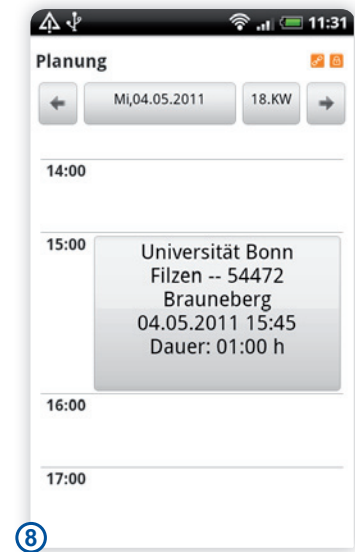 11:31
Planung
Mi,04.05.2011 18.KW
14:00
15:00
Universität Bonn
Filzen -- 54472
Brauneberg
04.05.2011 15:45
Dauer: 01:00 h
16:00
17:00
8